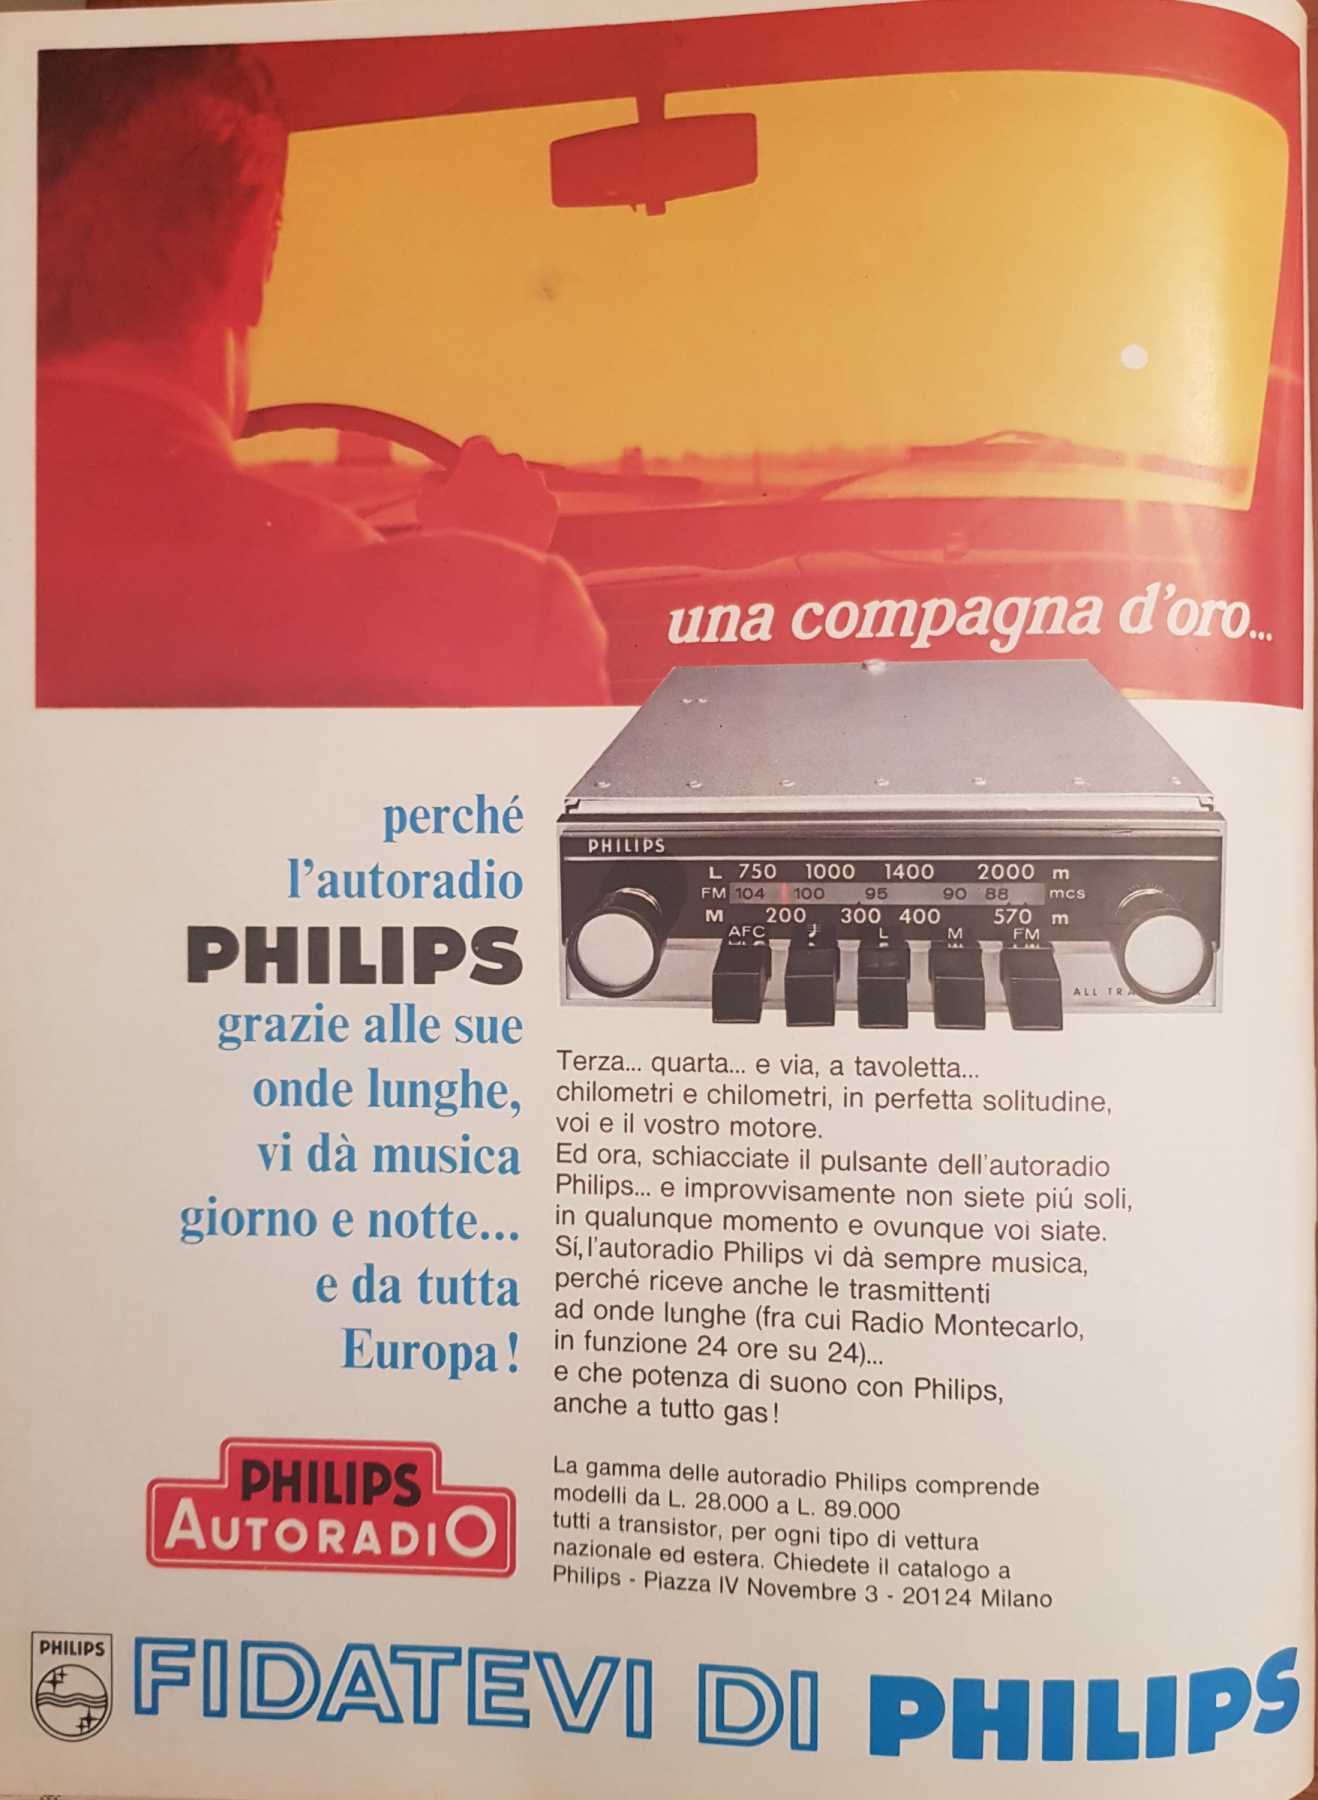 una compagna d'oro...
perché
l'autoradio
PHILIPS
grazie alle sue
onde lunghe,
vi dà musica
giorno e notte...
e da tutta
Europa!
PHILIPS
L 750 1000 1400 2000 m
FM 104 100 95 90 88 mcs
M 200 300 400 570 m
AFC L M FM
ALL
Terza... quarta... e via, a tavoletta...
chilometri e chilometri, in perfetta solitudine,
voi e il vostro motore.
Ed ora, schiacciate il pulsante dell'autoradio
Philips... e improvvisamente non siete piú soli,
in qualunque momento e ovunque voi siate.
Sí, l'autoradio Philips vi dà sempre musica,
perché riceve anche le trasmittenti
ad onde lunghe (fra cui Radio Montecarlo,
in funzione 24 ore su 24)...
e che potenza di suono con Philips,
anche a tutto gas!
La gamma delle autoradio Philips comprende
modelli da L. 28.000 a L. 89.000
tutti a transistor, per ogni tipo di vettura
nazionale ed estera. Chiedete il catalogo a
Philips - Piazza IV Novembre 3 - 20124 Milano
PHILIPS
AUTORADIO
PHILIPS
FIDATEVI DI PHILIPS